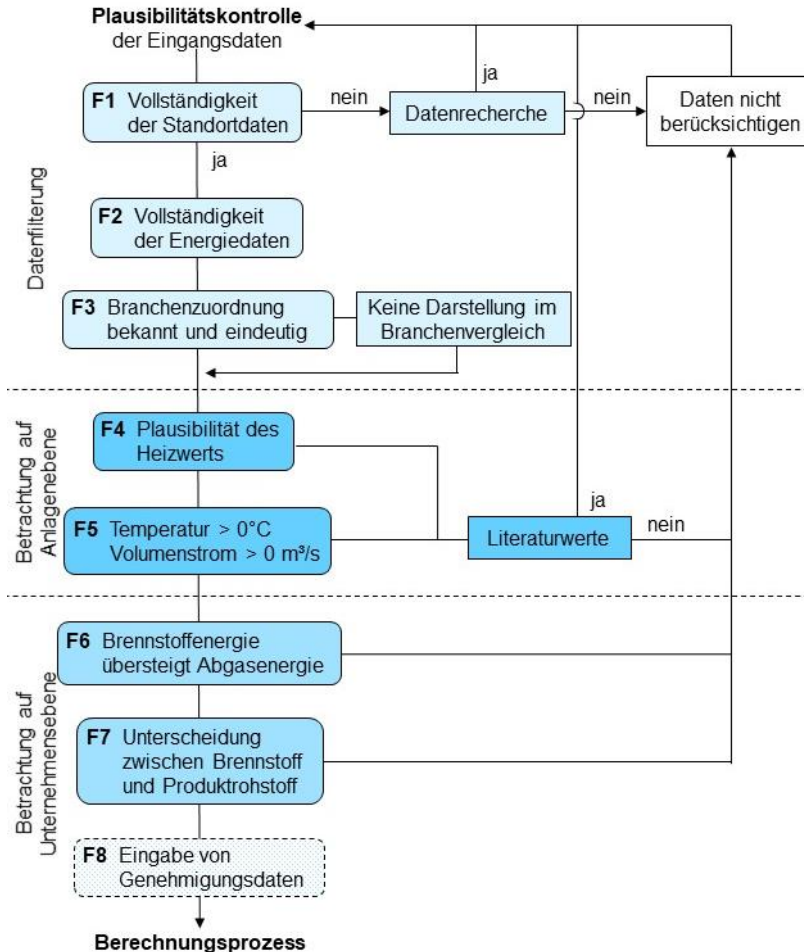 Plausibilitätskontrolle
der Eingangsdaten
F1 Vollständigkeit
der Standortdaten
nein
Datenrecherche
ja
nein
Daten nicht
berücksichtigen
ja
F2 Vollständigkeit
der Energiedaten
F3 Branchenzuordnung
bekannt und eindeutig
Keine Darstellung im
Branchenvergleich
Datenfilterung
F4 Plausibilität des
Heizwerts
F5 Temperatur > 0°C
Volumenstrom > 0 m³/s
Literaturwerte
ja
nein
Betrachtung auf
Anlagenebene
F6 Brennstoffenergie
übersteigt Abgasenergie
F7 Unterscheidung
zwischen Brennstoff
und Produktrohstoff
F8 Eingabe von
Genehmigungsdaten
Betrachtung auf
Unternehmensebene
Berechnungsprozess